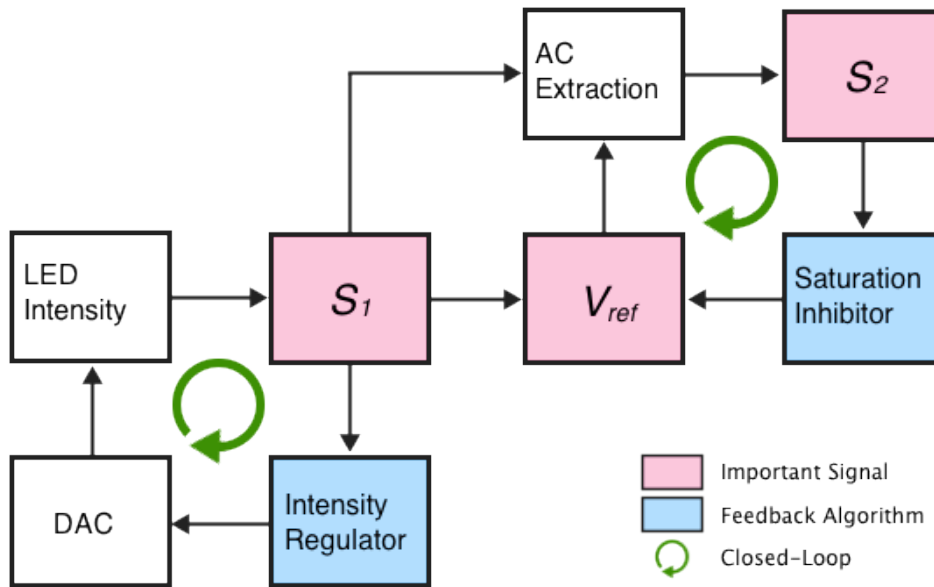 AC
Extraction
S2
LED
Intensity
S1
Vref
Saturation
Inhibitor
DAC
Intensity
Regulator
Important Signal
Feedback Algorithm
Closed-Loop